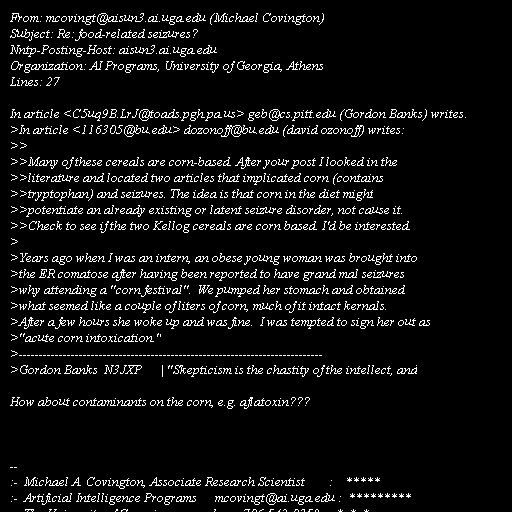 From: mcovingt@aisun3.ai.uga.edu (Michael Covington)
Subject: Re: food-related seizures?
Nntp-Posting-Host: aisun3.ai.uga.edu
Organization: AI Programs, University of Georgia, Athens
Lines: 27

In article <C5uq9B.LrJ@toads.pgh.pa.us> geb@cs.pitt.edu (Gordon Banks) writes:
>In article <116305@bu.edu> dozonoff@bu.edu (david ozonoff) writes:
>>
>>Many of these cereals are corn-based. After your post I looked in the
>>literature and located two articles that implicated corn (contains
>>tryptophan) and seizures. The idea is that corn in the diet might
>>potentiate an already existing or latent seizure disorder, not cause it.
>>Check to see if the two Kellog cereals are corn based. I'd be interested.
>
>Years ago when I was an intern, an obese young woman was brought into
>the ER comatose after having been reported to have grand mal seizures
>why attending a "corn festival".  We pumped her stomach and obtained
>what seemed like a couple of liters of corn, much of it intact kernals.
>After a few hours she woke up and was fine.  I was tempted to sign her out as
>"acute corn intoxication."
>----------------------------------------------------------------------------
>Gordon Banks  N3JXP      | "Skepticism is the chastity of the intellect, and

How about contaminants on the corn, e.g. aflatoxin???

--
:-  Michael A. Covington, Associate Research Scientist        :    *****
:-  Artificial Intelligence Programs      mcovingt@ai.uga.edu :  *********